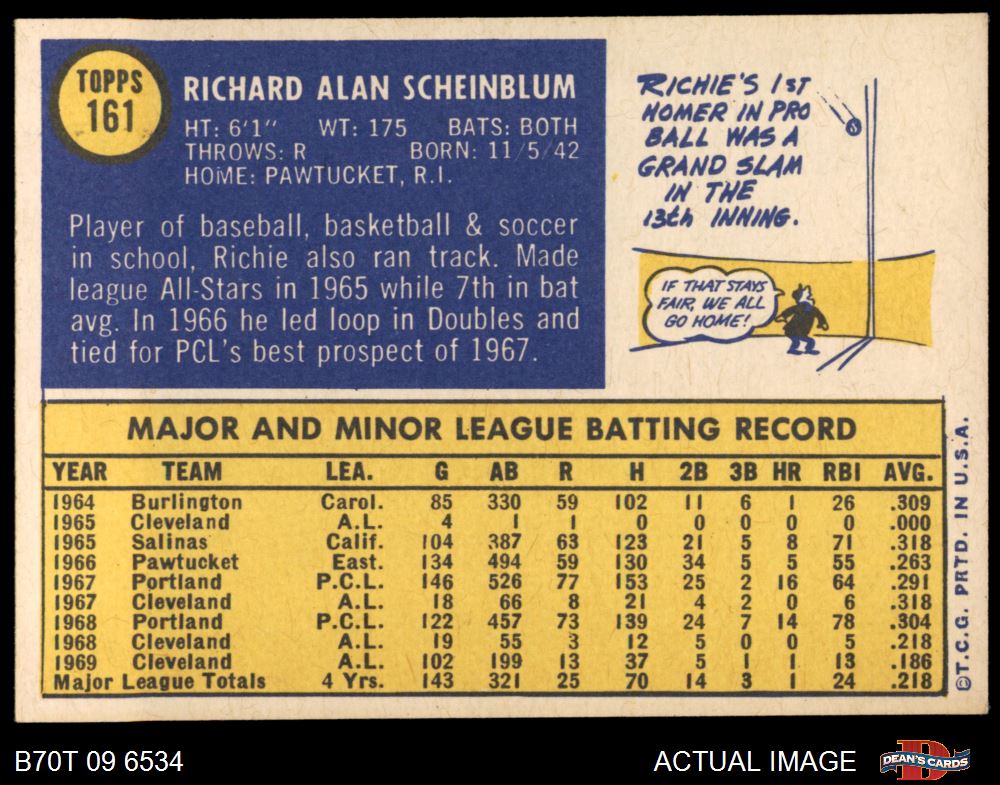 TOPPS
161
RICHARD ALAN SCHEINBLUM
HT: 6'1" WT: 175 BATS: BOTH
THROWS: R BORN: 11/5/42
HOME: PAWTUCKET, R.I.
Player of baseball, basketball & soccer
in school, Richie also ran track. Made
league All-Stars in 1965 while 7th in bat
avg. In 1966 he led loop in Doubles and
tied for PCL's best prospect of 1967.
RICHIE'S 1ST
HOMER IN PRO
BALL WAS A
GRAND SLAM
IN THE
13th INNING.
IF THAT STAYS
FAIR, WE ALL
GO HOME!
MAJOR AND MINOR LEAGUE BATTING RECORD
YEAR TEAM LEA. G AB R H 2B 3B HR RBI AVG.
1964 Burlington Carol. 85 330 59 102 11 6 1 26 .309
1965 Cleveland A.L. 4 1 1 0 0 0 0 0 .000
1965 Salinas Calif. 104 387 63 123 21 5 8 71 .318
1966 Pawtucket East. 134 494 59 130 34 5 5 55 .263
1967 Portland P.C.L. 146 526 77 153 25 2 16 64 .291
1967 Cleveland A.L. 18 66 8 21 4 2 0 6 .318
1968 Portland P.C.L. 122 457 73 139 24 7 14 78 .304
1968 Cleveland A.L. 19 55 3 12 5 0 0 5 .218
1969 Cleveland A.L. 102 199 13 37 5 1 1 13 .186
Major League Totals 4 Yrs. 143 321 25 70 14 3 1 24 .218
©T.C.G. PRTD. IN U.S.A.
B70T 09 6534
ACTUAL IMAGE
D
DEAN'S CARDS